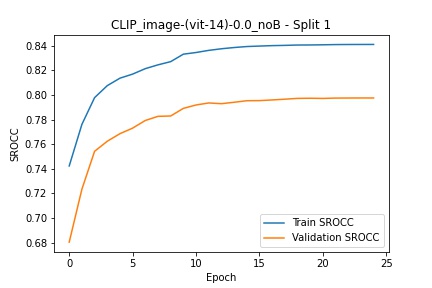 CLIP_image-(vit-14)-0.0_noB - Split 1
SROCC
0.84
0.82
0.80
0.78
0.76
0.74
0.72
0.70
0.68
0 5 10 15 20 25
Epoch
Train SROCC
Validation SROCC